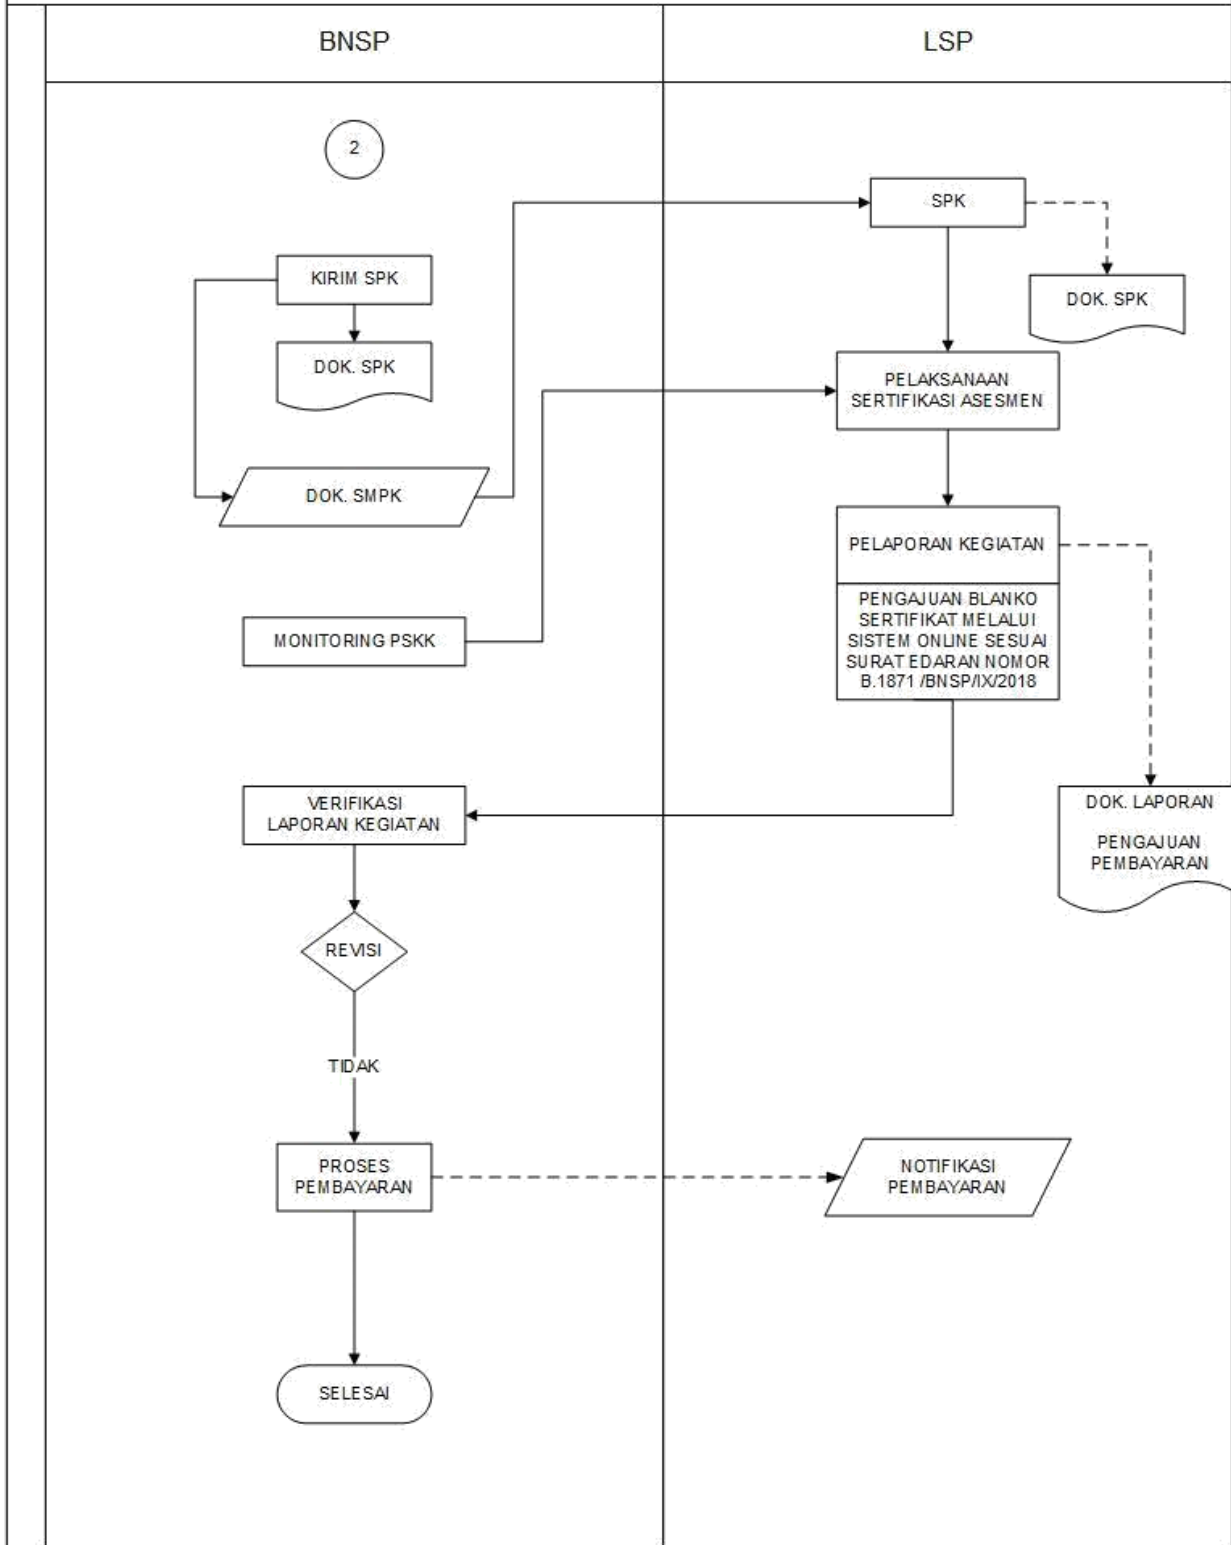 BNSP
LSP
2
SPK
KIRIM SPK
DOK. SPK
DOK. SPK
PELAKSANAAN
SERTIFIKASI ASESMEN
DOK. SMPK
PELAPORAN KEGIATAN
PENGAJUAN BLANKO
SERTIFIKAT MELALUI
SISTEM ONLINE SESUAI
SURAT EDARAN NOMOR
B.1871 /BNSP/IX/2018
MONITORING PSKK
VERIFIKASI
LAPORAN KEGIATAN
DOK. LAPORAN
PENGAJUAN
PEMBAYARAN
REVISI
TIDAK
PROSES
PEMBAYARAN
NOTIFIKASI
PEMBAYARAN
SELESAI